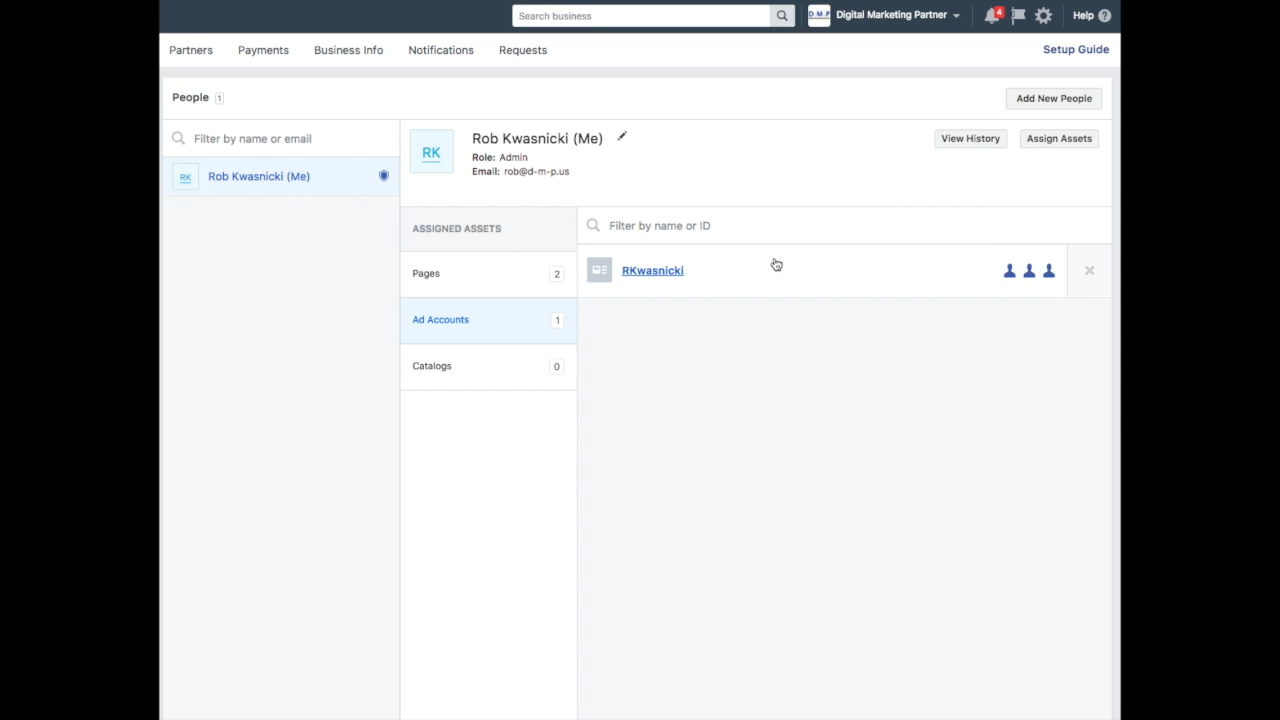 Search business
D-M-P
Digital Marketing Partner
4
Help ?
Partners
Payments
Business Info
Notifications
Requests
Setup Guide
People 1
Add New People
Filter by name or email
RK
Rob Kwasnicki (Me)
RK
Rob Kwasnicki (Me)
Role: Admin
Email: rob@d-m-p.us
View History
Assign Assets
ASSIGNED ASSETS
Pages 2
Ad Accounts 1
Catalogs 0
Filter by name or ID
RKwasnicki